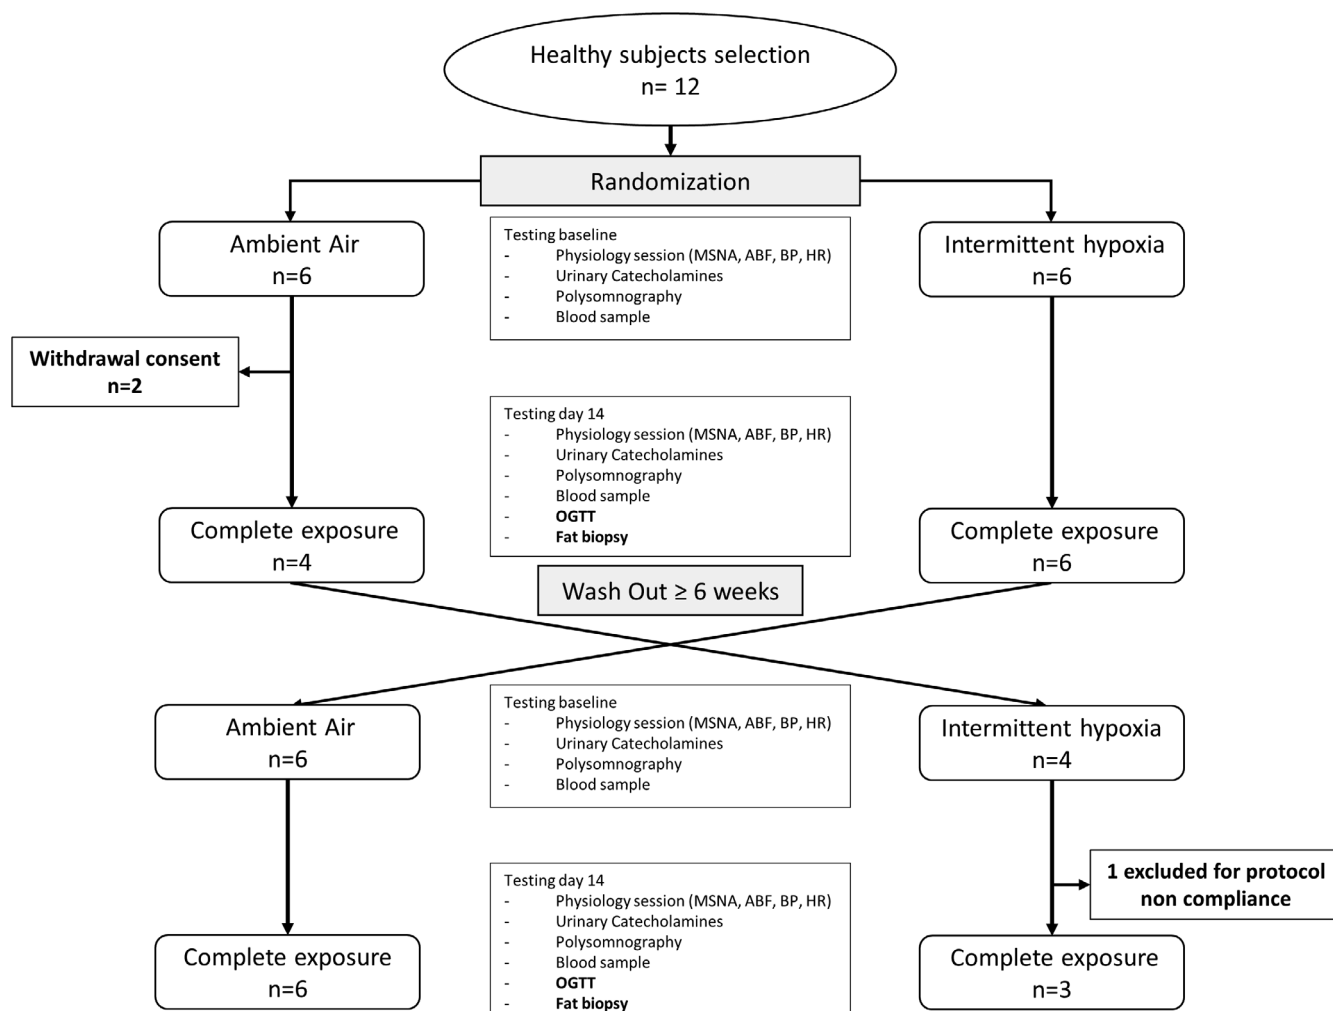 Healthy subjects selection
n= 12
Randomization
Ambient Air
n=6
Testing baseline
- Physiology session (MSNA, ABF, BP, HR)
- Urinary Catecholamines
- Polysomnography
- Blood sample
Intermittent hypoxia
n=6
Withdrawal consent
n=2
Testing day 14
- Physiology session (MSNA, ABF, BP, HR)
- Urinary Catecholamines
- Polysomnography
- Blood sample
- OGTT
- Fat biopsy
Complete exposure
n=4
Complete exposure
n=6
Wash Out ≥ 6 weeks
Ambient Air
n=6
Testing baseline
- Physiology session (MSNA, ABF, BP, HR)
- Urinary Catecholamines
- Polysomnography
- Blood sample
Intermittent hypoxia
n=4
1 excluded for protocol
non compliance
Testing day 14
- Physiology session (MSNA, ABF, BP, HR)
- Urinary Catecholamines
- Polysomnography
- Blood sample
- OGTT
- Fat biopsy
Complete exposure
n=6
Complete exposure
n=3